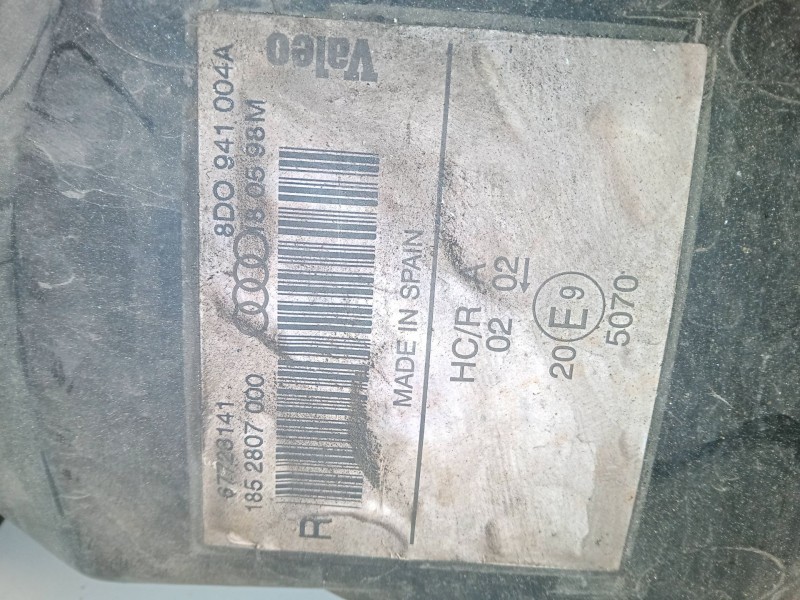 Valeo
67728141 8D0 941 004A
185 2807 000 18 05 98M
R
MADE IN SPAIN
HC/R A
02 02
20 E9
5070